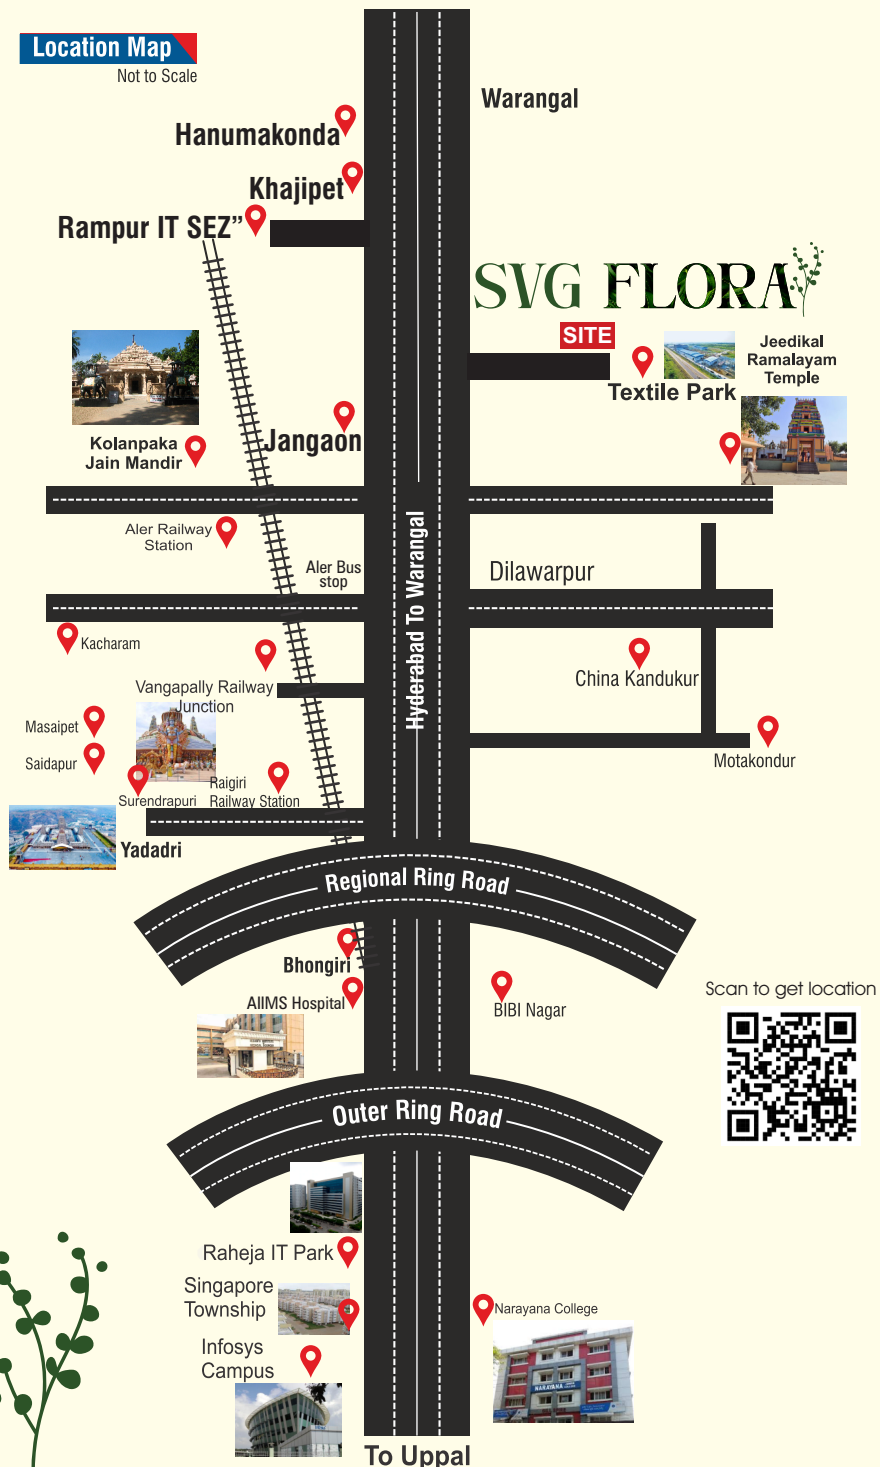 Location Map
Not to Scale
Warangal
Hanumakonda
Khajipet
Rampur IT SEZ”
SVG FLORA
SITE
Textile Park
Jeedikal
Ramalayam
Temple
Kolanpaka
Jain Mandir
Jangaon
Hyderabad To Warangal
Aler Railway
Station
Aler Bus
stop
Dilawarpur
Kacharam
China Kandukur
Vangapally Railway
Junction
Masaipet
Saidapur
Motakondur
Surendrapuri
Raigiri
Railway Station
Yadadri
Regional Ring Road
Bhongiri
AIIMS Hospital
BIBI Nagar
Scan to get location
Outer Ring Road
Raheja IT Park
Singapore
Township
Infosys
Campus
Narayana College
NARAYANA
To Uppal